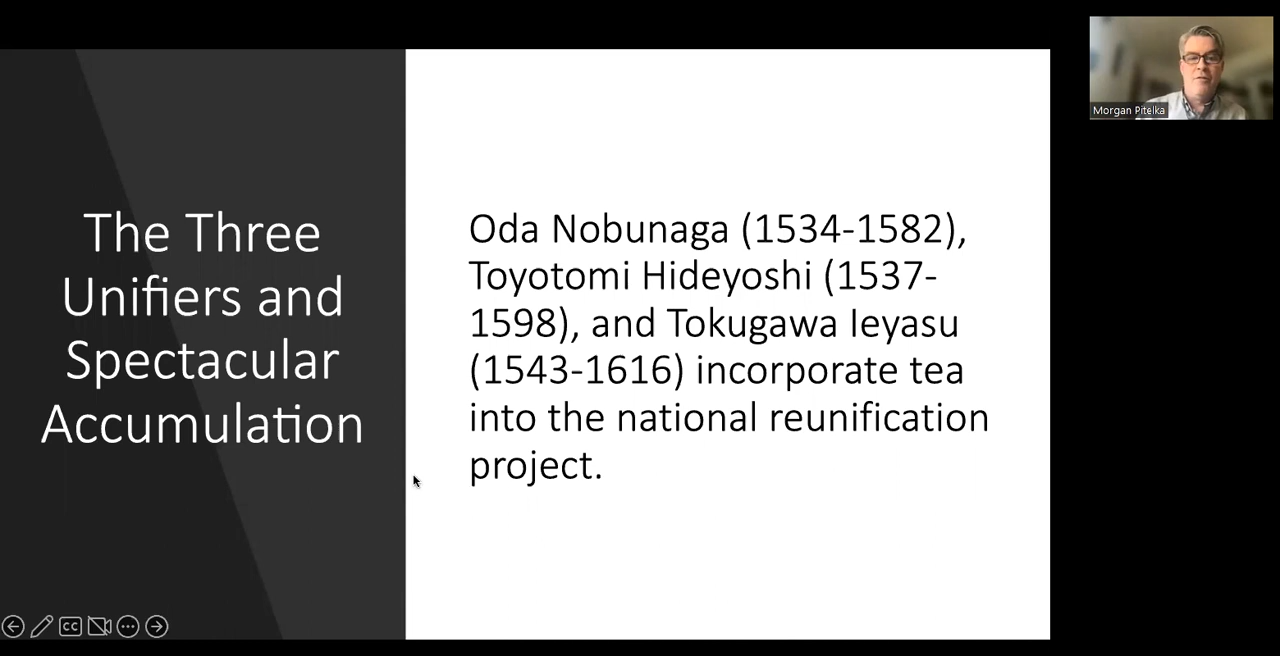 The Three
Unifiers and
Spectacular
Accumulation
Oda Nobunaga (1534-1582),
Toyotomi Hideyoshi (1537-
1598), and Tokugawa Ieyasu
(1543-1616) incorporate tea
into the national reunification
project.
Morgan Pitelka
CC